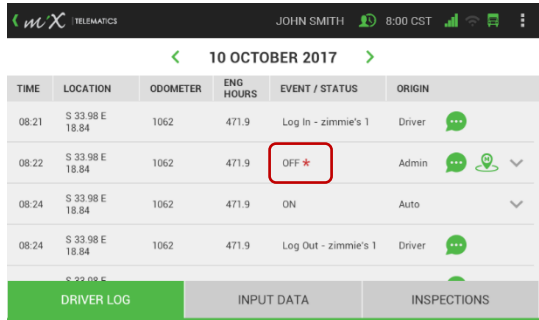 MiX TELEMATICS JOHN SMITH 8:00 CST
10 OCTOBER 2017
TIME LOCATION ODOMETER ENG HOURS EVENT / STATUS ORIGIN
08:21 S 33.98 E 18.84 1062 471.9 Log In - zimmie's 1 Driver
08:22 S 33.98 E 18.84 1062 471.9 OFF * Admin
08:24 S 33.98 E 18.84 1062 471.9 ON Auto
08:24 S 33.98 E 18.84 1062 471.9 Log Out - zimmie's 1 Driver
DRIVER LOG INPUT DATA INSPECTIONS